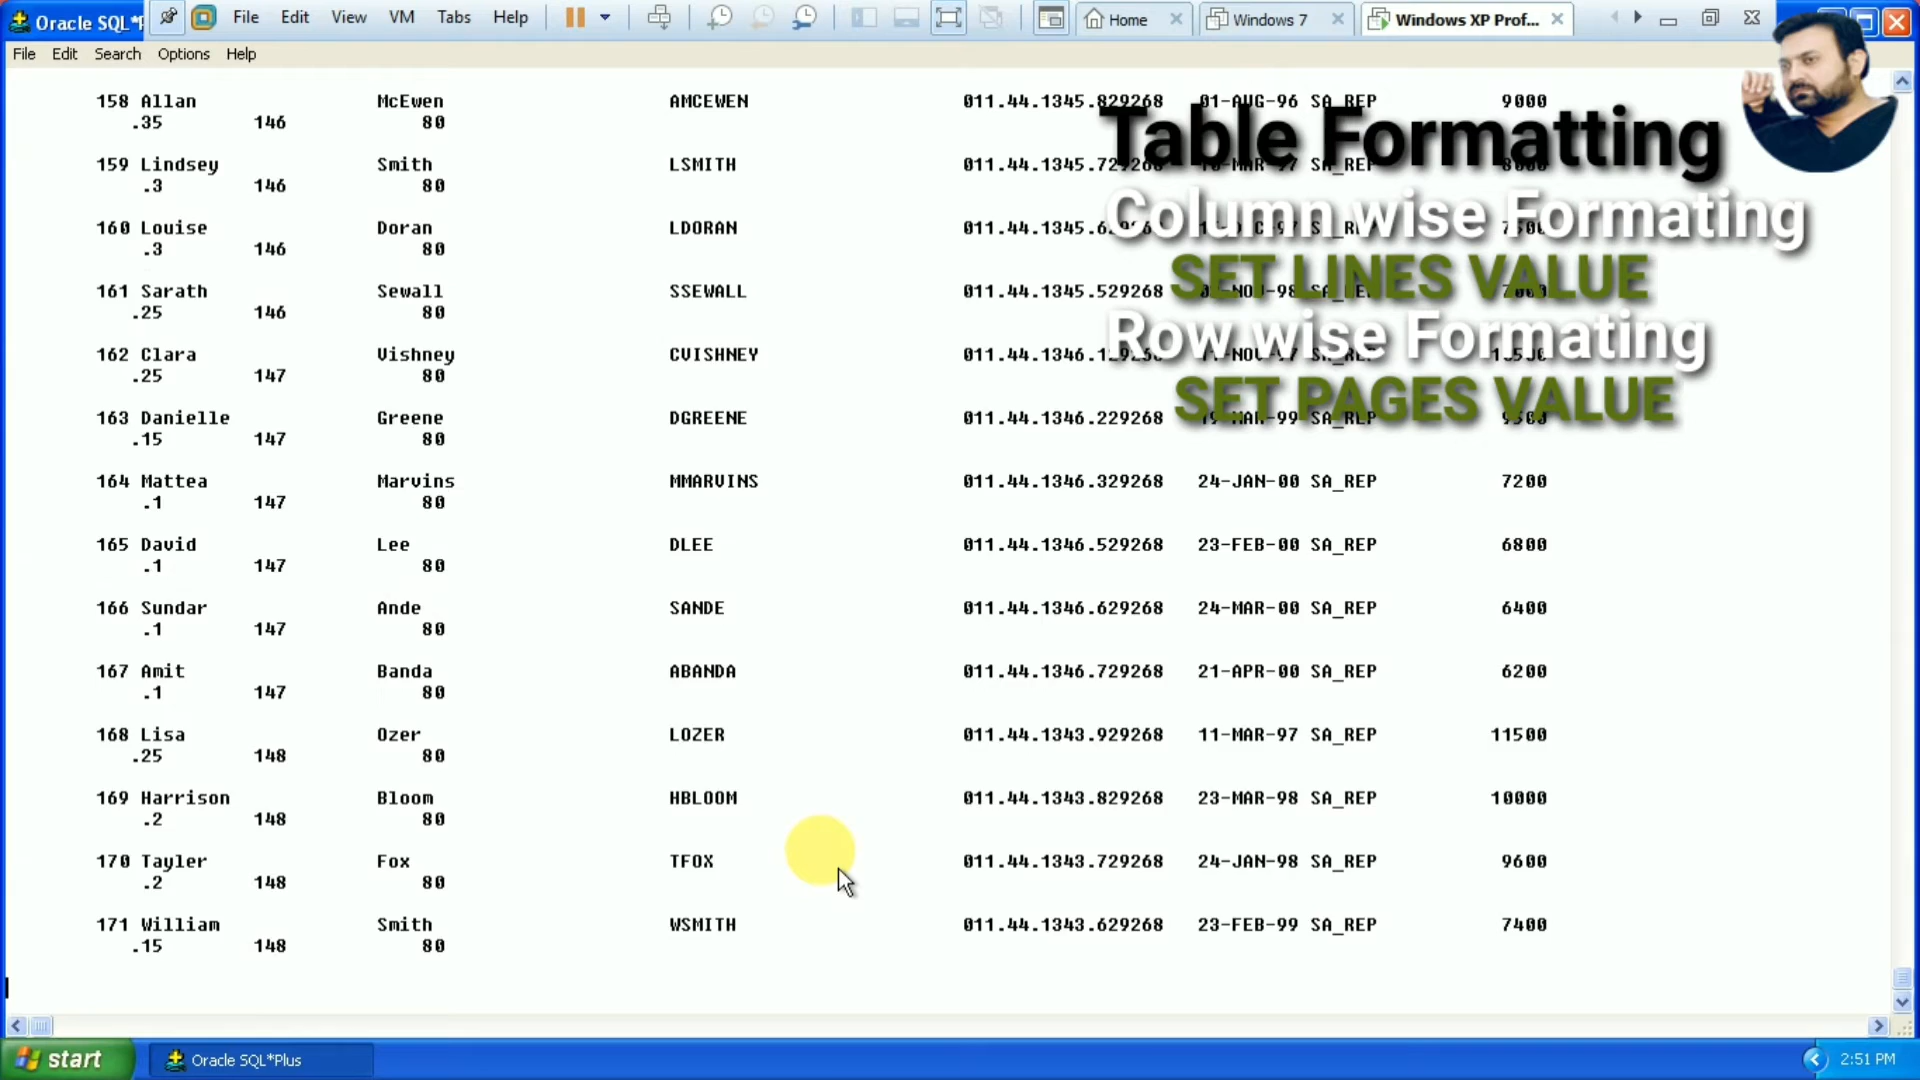 Oracle SQL*P
File Edit View VM Tabs Help
Home
Windows 7
Windows XP Prof...
File Edit Search Options Help
158 Allan McEwen AMCEWEN 011.44.1345.829268 01-AUG-96 SA_REP 9000
.35 146 80
Table Formatting
159 Lindsey Smith LSMITH SA_REP
.3 146 80
Column wise Formating
160 Louise Doran LDORAN
.3 146 80
SET LINES VALUE
161 Sarath Sewall SSEWALL 011.44.1345.529268
.25 146 80
Row wise Formating
162 Clara Vishney CVISHNEY
.25 147 80
SET PAGES VALUE
163 Danielle Greene DGREENE 011.44.1346.229268 SA_REP
.15 147 80
164 Mattea Marvins MMARVINS 011.44.1346.329268 24-JAN-00 SA_REP 7200
.1 147 80
165 David Lee DLEE 011.44.1346.529268 23-FEB-00 SA_REP 6800
.1 147 80
166 Sundar Ande SANDE 011.44.1346.629268 24-MAR-00 SA_REP 6400
.1 147 80
167 Amit Banda ABANDA 011.44.1346.729268 21-APR-00 SA_REP 6200
.1 147 80
168 Lisa Ozer LOZER 011.44.1343.929268 11-MAR-97 SA_REP 11500
.25 148 80
169 Harrison Bloom HBLOOM 011.44.1343.829268 23-MAR-98 SA_REP 10000
.2 148 80
170 Tayler Fox TFOX 011.44.1343.729268 24-JAN-98 SA_REP 9600
.2 148 80
171 William Smith WSMITH 011.44.1343.629268 23-FEB-99 SA_REP 7400
.15 148 80
start
Oracle SQL*Plus
2:51 PM